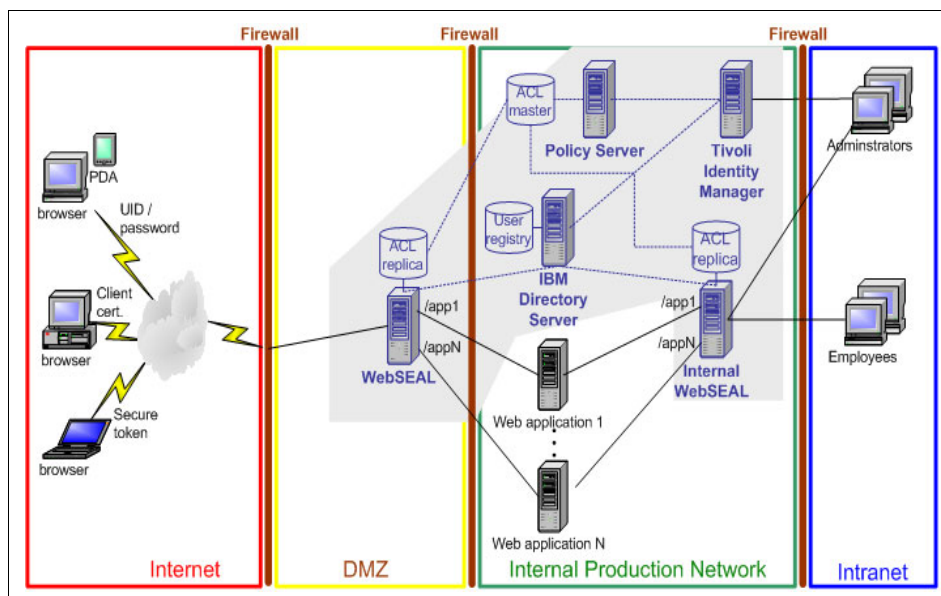 Firewall
Firewall
Firewall
ACL
master
Policy Server
Tivoli
Identity
Manager
Adminstrators
PDA
browser
UID /
password
User
registry
ACL
replica
ACL
replica
IBM
Directory
Server
Client
cert.
browser
/app1
/appN
WebSEAL
/app1
/appN
Internal
WebSEAL
Employees
Web application 1
Secure
token
browser
Web application N
Internet
DMZ
Internal Production Network
Intranet